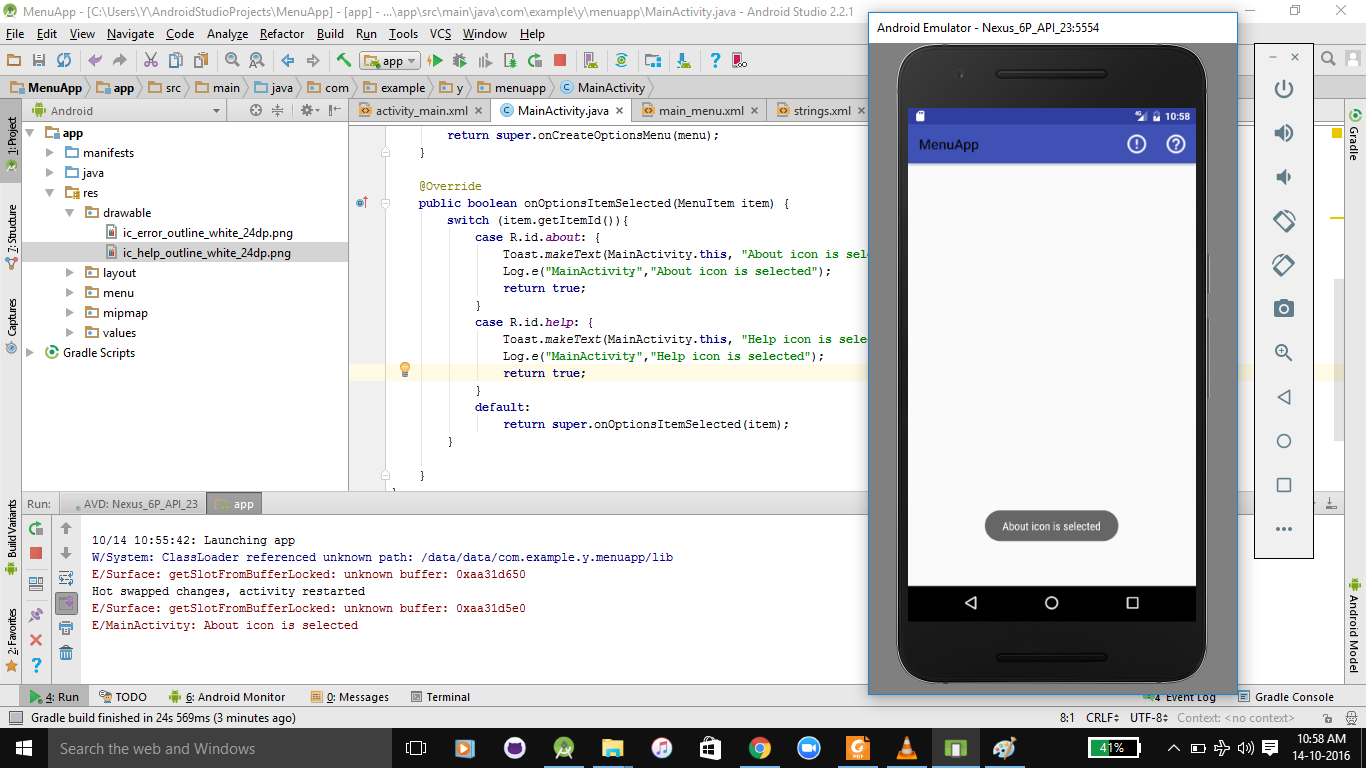 MenuApp - [C:\Users\Y\AndroidStudioProjects\MenuApp] - [app] - ...\app\src\main\java\com\example\y\menuapp\MainActivity.java - Android Studio 2.2.1
File Edit View Navigate Code Analyze Refactor Build Run Tools VCS Window Help
app
MenuApp app src main java com example y menuapp MainActivity
Android
activity_main.xml MainActivity.java main_menu.xml strings.xml
1: Project
7: Structure
Captures
Build Variants
2: Favorites
app
manifests
java
res
drawable
ic_error_outline_white_24dp.png
ic_help_outline_white_24dp.png
layout
menu
mipmap
values
Gradle Scripts
return super.onCreateOptionsMenu(menu);
}
@Override
public boolean onOptionsItemSelected(MenuItem item) {
switch (item.getItemId()){
case R.id.about: {
Toast.makeText(MainActivity.this, "About icon is sel
Log.e("MainActivity","About icon is selected");
return true;
}
case R.id.help: {
Toast.makeText(MainActivity.this, "Help icon is sele
Log.e("MainActivity","Help icon is selected");
return true;
}
default:
return super.onOptionsItemSelected(item);
}
}
Run: AVD: Nexus_6P_API_23 app
10/14 10:55:42: Launching app
W/System: ClassLoader referenced unknown path: /data/data/com.example.y.menuapp/lib
E/Surface: getSlotFromBufferLocked: unknown buffer: 0xaa31d650
Hot swapped changes, activity restarted
E/Surface: getSlotFromBufferLocked: unknown buffer: 0xaa31d5e0
E/MainActivity: About icon is selected
Android Emulator - Nexus_6P_API_23:5554
4G 10:58
MenuApp
About icon is selected
Gradle
Android Model
4: Run TODO 6: Android Monitor 0: Messages Terminal 4 Event Log Gradle Console
Gradle build finished in 24s 569ms (3 minutes ago) 8:1 CRLF UTF-8 Context: <no context>
Search the web and Windows
PDF
41%
10:58 AM
14-10-2016